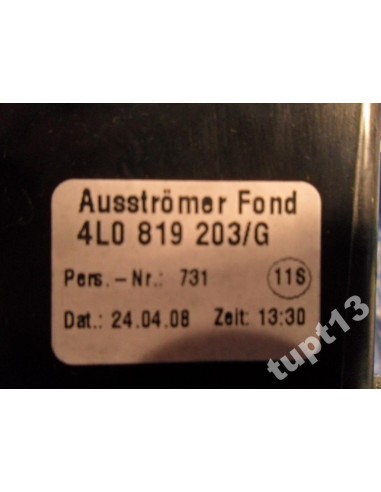 Ausströmer Fond
4L0 819 203/G
Pers.-Nr.: 731 11S
Dat.: 24.04.08 Zeit: 13:30
tupt13